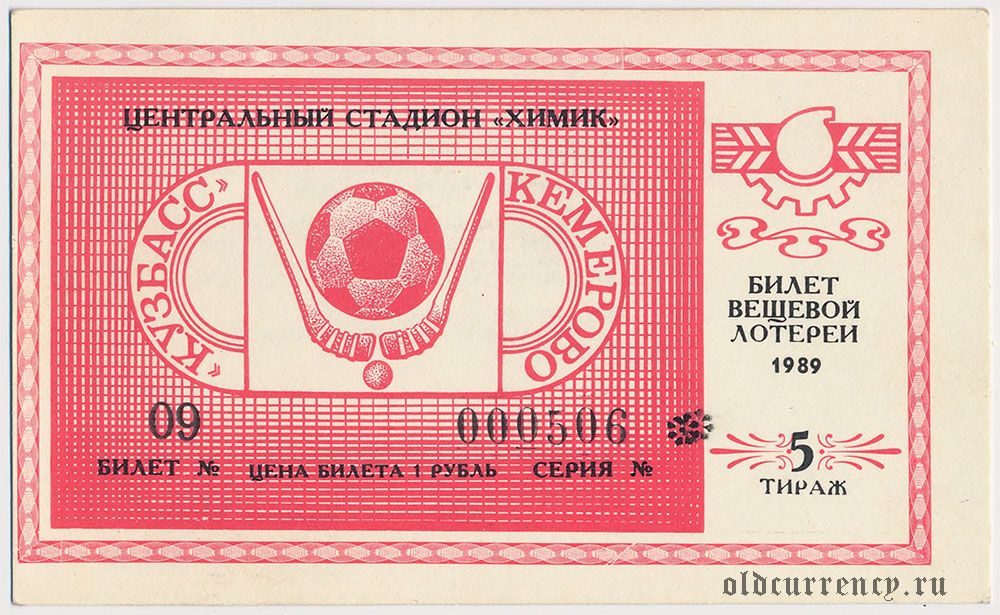 ЦЕНТРАЛЬНЫЙ СТАДИОН «ХИМИК»
«КУЗБАСС»
КЕМЕРОВО
БИЛЕТ
ВЕЩЕВОЙ
ЛОТЕРЕИ
1989
09 000506
БИЛЕТ № ЦЕНА БИЛЕТА 1 РУБЛЬ СЕРИЯ №
5
ТИРАЖ
oldcurrency.ru